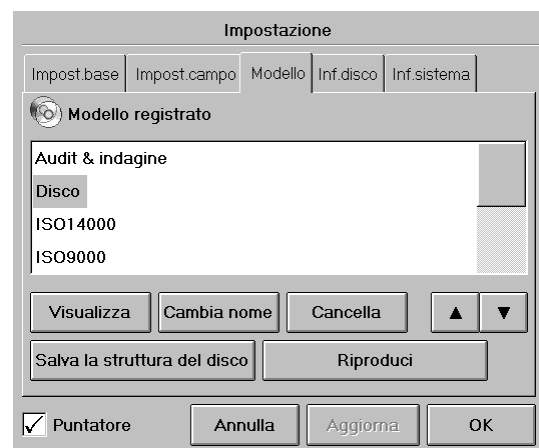 Impostazione
Impost.base Impost.campo Modello Inf.disco Inf.sistema
Modello registrato
Audit & indagine
Disco
ISO14000
ISO9000
Visualizza Cambia nome Cancella ▲ ▼
Salva la struttura del disco Riproduci
Puntatore Annulla Aggiorna OK